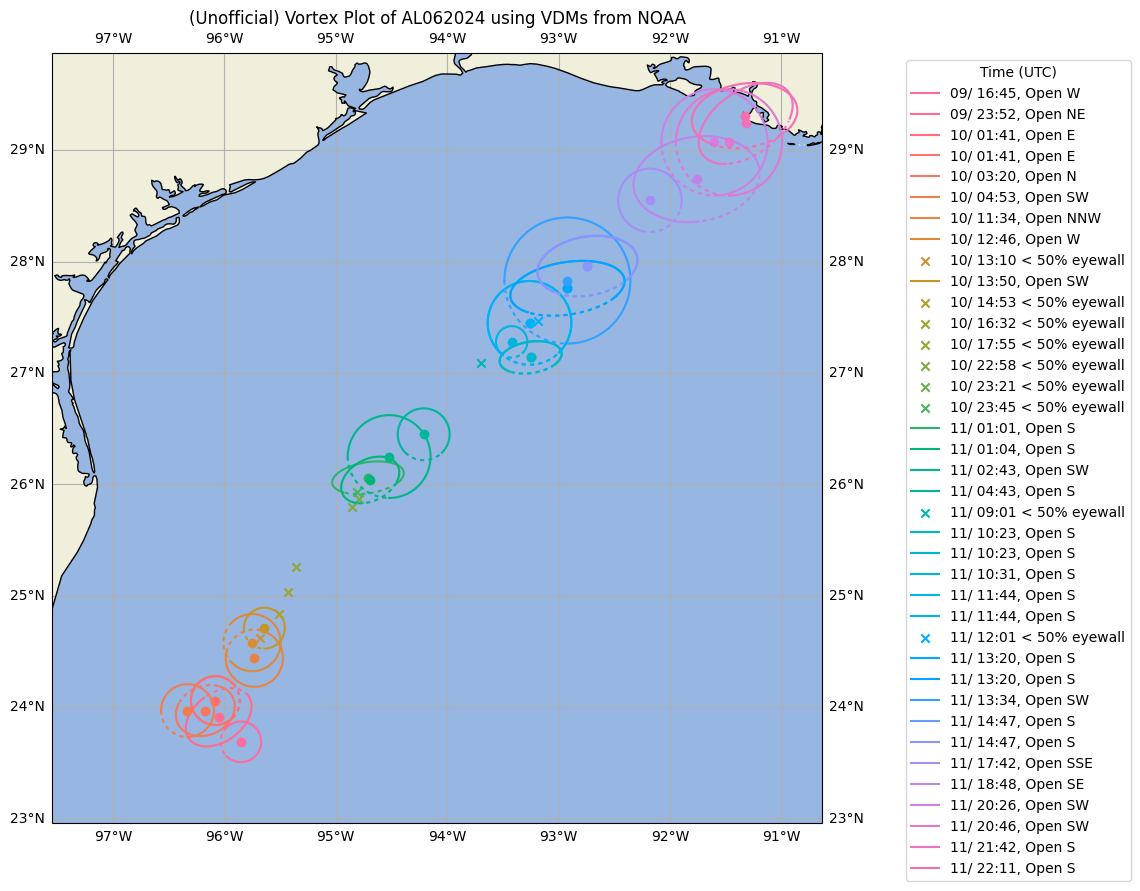 (Unofficial) Vortex Plot of AL062024 using VDMs from NOAA
97°W 96°W 95°W 94°W 93°W 92°W 91°W
29°N 29°N
28°N 28°N
27°N 27°N
26°N 26°N
25°N 25°N
24°N 24°N
23°N 23°N
97°W 96°W 95°W 94°W 93°W 92°W 91°W
Time (UTC)
09/ 16:45, Open W
09/ 23:52, Open NE
10/ 01:41, Open E
10/ 01:41, Open E
10/ 03:20, Open N
10/ 04:53, Open SW
10/ 11:34, Open NNW
10/ 12:46, Open W
10/ 13:10 < 50% eyewall
10/ 13:50, Open SW
10/ 14:53 < 50% eyewall
10/ 16:32 < 50% eyewall
10/ 17:55 < 50% eyewall
10/ 22:58 < 50% eyewall
10/ 23:21 < 50% eyewall
10/ 23:45 < 50% eyewall
11/ 01:01, Open S
11/ 01:04, Open S
11/ 02:43, Open SW
11/ 04:43, Open S
11/ 09:01 < 50% eyewall
11/ 10:23, Open S
11/ 10:23, Open S
11/ 10:31, Open S
11/ 11:44, Open S
11/ 11:44, Open S
11/ 12:01 < 50% eyewall
11/ 13:20, Open S
11/ 13:20, Open S
11/ 13:34, Open SW
11/ 14:47, Open S
11/ 14:47, Open S
11/ 17:42, Open SSE
11/ 18:48, Open SE
11/ 20:26, Open SW
11/ 20:46, Open SW
11/ 21:42, Open S
11/ 22:11, Open S